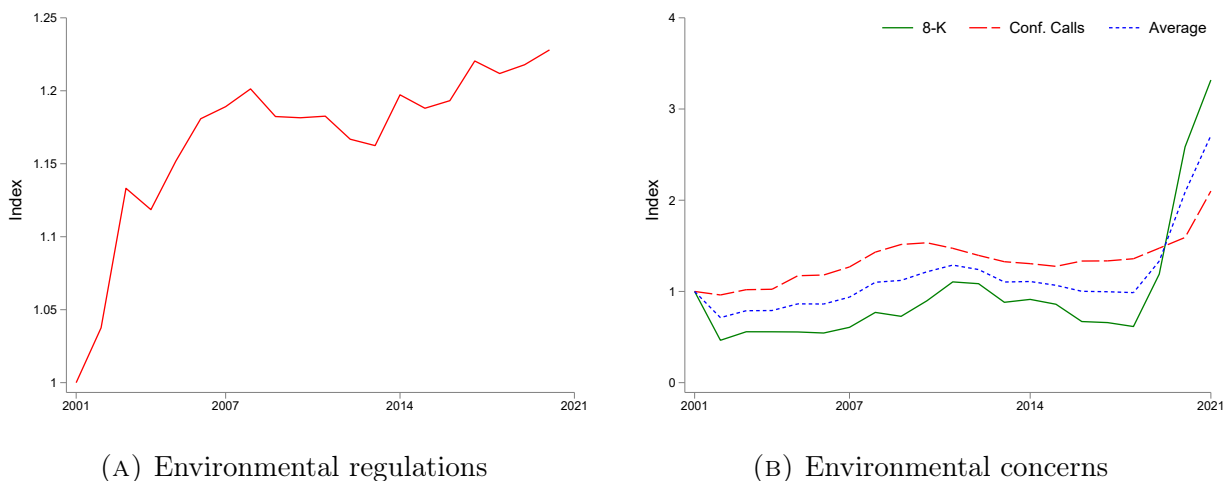 1.25
1.2
1.15
1.1
1.05
1
Index
2001
2007
2014
2021
(A) Environmental regulations
8-K
Conf. Calls
Average
4
3
2
1
0
Index
2001
2007
2014
2021
(B) Environmental concerns